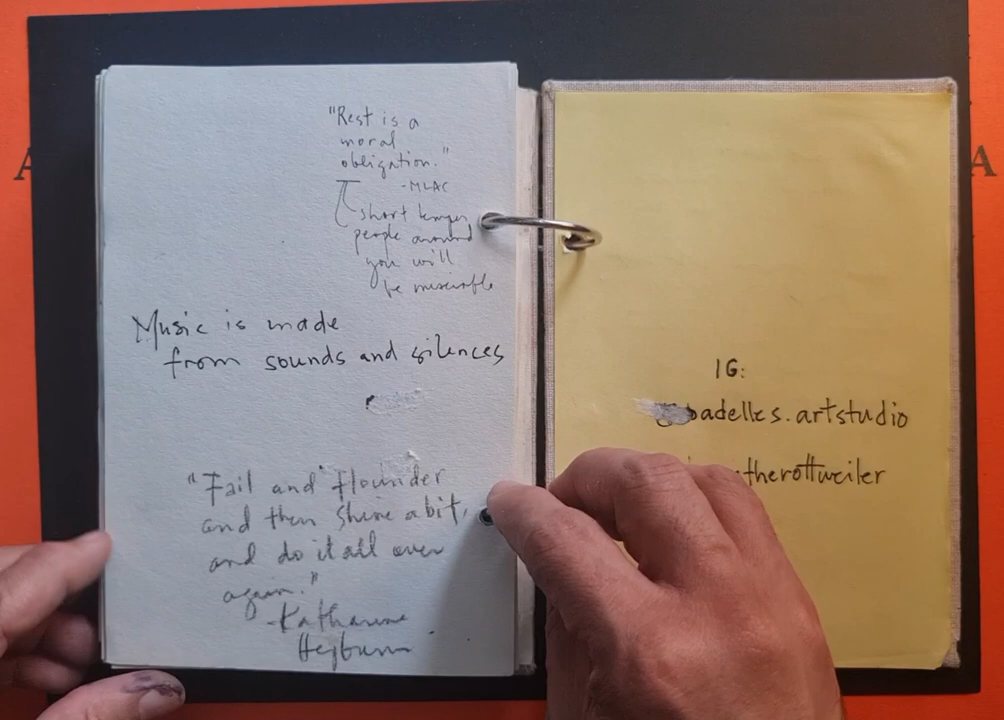 "Rest is a
moral
obligation."
-MLAC
short temper,
people around
you will
be miserable
Music is made
from sounds and silences
"Fail and flounder
and then shine a bit,
and do it all over
again."
-Katharine
Hepburn
A
A
IG:
badelles.artstudio
therottweiler